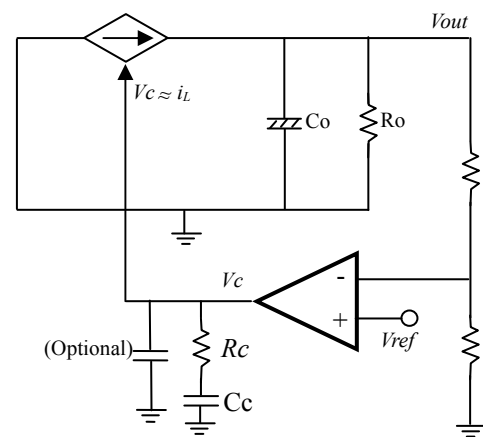 Vout
Vc ≈ iL
Co
Ro
-
Vc
+
Vref
(Optional)
Rc
Cc